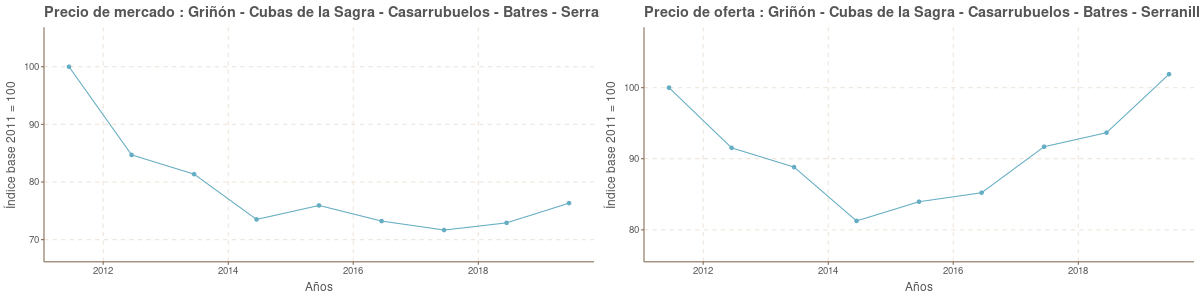 Precio de mercado : Griñón - Cubas de la Sagra - Casarrubuelos - Batres - Serra
Índice base 2011 = 100
100
90
80
70
2012
2014
2016
2018
Años
Precio de oferta : Griñón - Cubas de la Sagra - Casarrubuelos - Batres - Serranill
Índice base 2011 = 100
100
90
80
2012
2014
2016
2018
Años